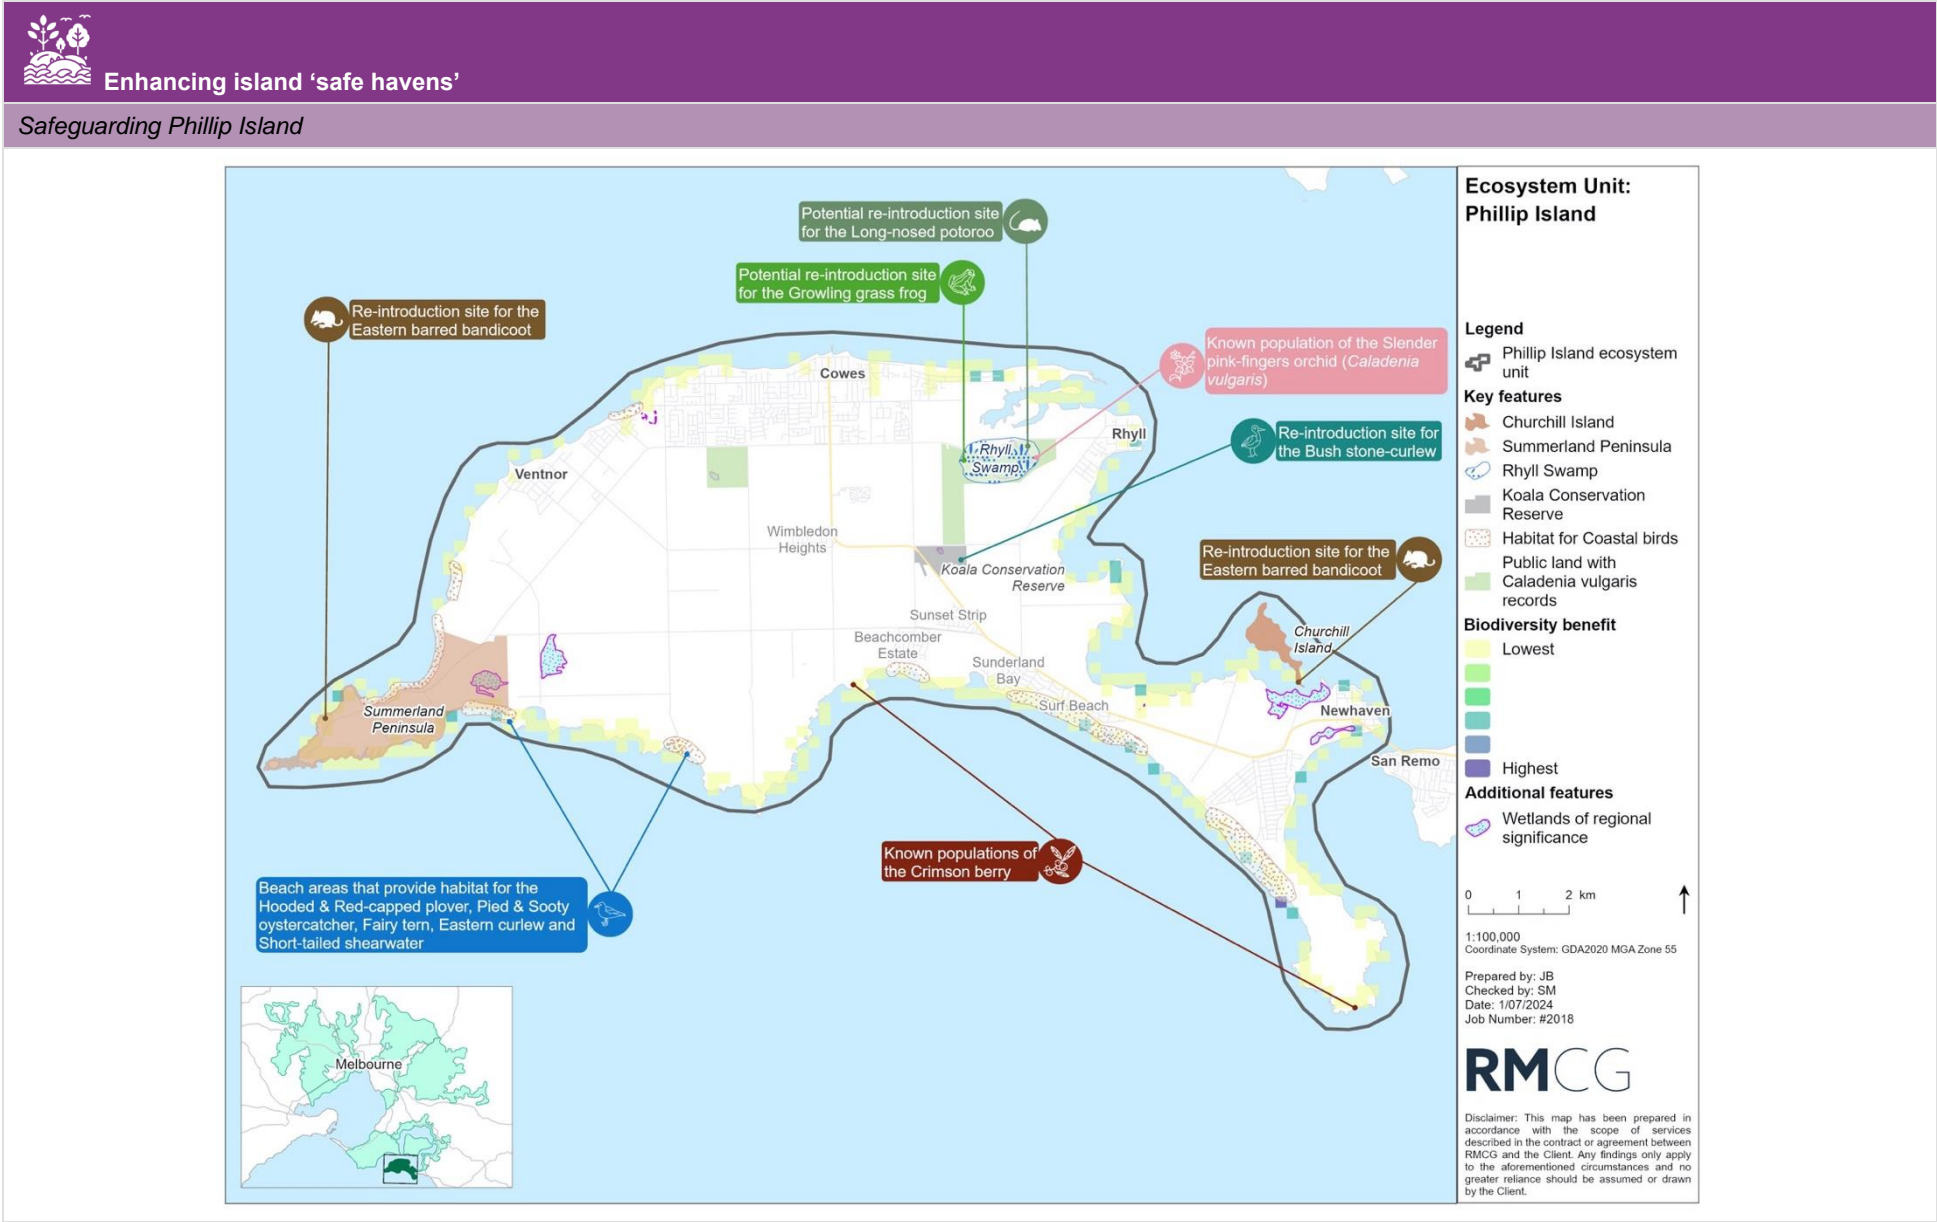 Enhancing island ‘safe havens’
Safeguarding Phillip Island
Potential re-introduction site
for the Long-nosed potoroo
Potential re-introduction site
for the Growling grass frog
Re-introduction site for the
Eastern barred bandicoot
Known population of the Slender
pink-fingers orchid (Caladenia
vulgaris)
Cowes
Rhyll
Re-introduction site for
the Bush stone-curlew
Rhyll
Swamp
Ventnor
Wimbledon
Heights
Re-introduction site for the
Eastern barred bandicoot
Koala Conservation
Reserve
Sunset Strip
Beachcomber
Estate
Churchill
Island
Sunderland
Bay
Surf Beach
Summerland
Peninsula
Newhaven
San Remo
Known populations of
the Crimson berry
Beach areas that provide habitat for the
Hooded & Red-capped plover, Pied & Sooty
oystercatcher, Fairy tern, Eastern curlew and
Short-tailed shearwater
Melbourne
Ecosystem Unit:
Phillip Island
Legend
Phillip Island ecosystem
unit
Key features
Churchill Island
Summerland Peninsula
Rhyll Swamp
Koala Conservation
Reserve
Habitat for Coastal birds
Public land with
Caladenia vulgaris
records
Biodiversity benefit
Lowest
Highest
Additional features
Wetlands of regional
significance
0 1 2 km
1:100,000
Coordinate System: GDA2020 MGA Zone 55
Prepared by: JB
Checked by: SM
Date: 1/07/2024
Job Number: #2018
RMCG
Disclaimer: This map has been prepared in
accordance with the scope of services
described in the contract or agreement between
RMCG and the Client. Any findings only apply
to the aforementioned circumstances and no
greater reliance should be assumed or drawn
by the Client.